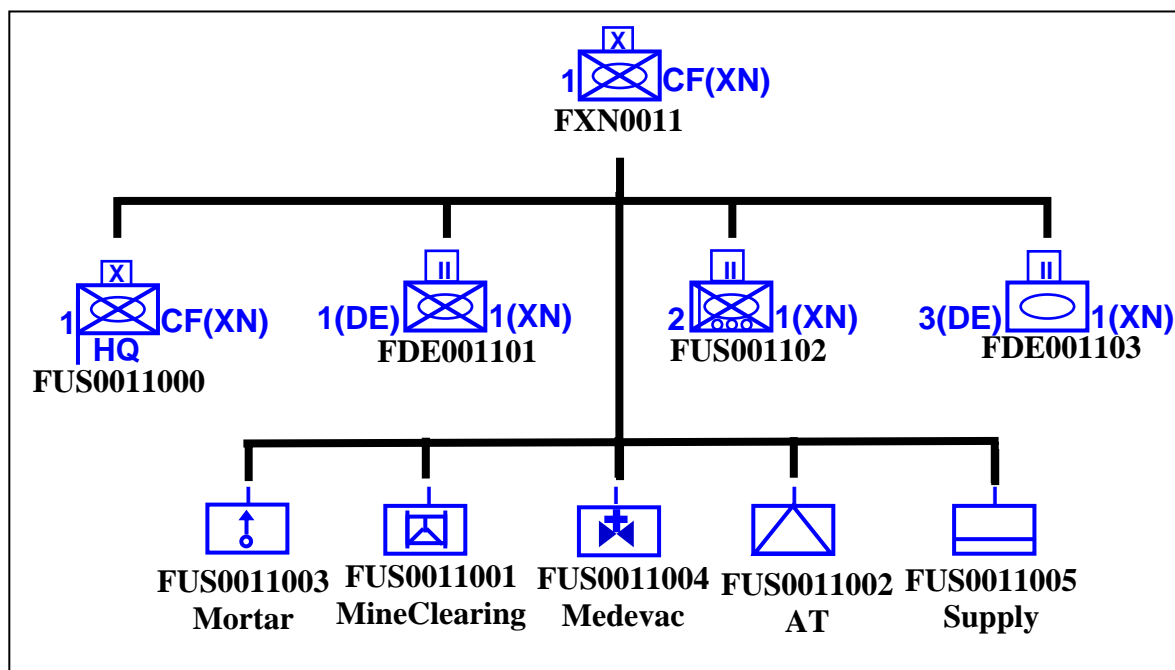 X
1 CF(XN)
FXN0011
X
1 CF(XN)
HQ
FUS0011000
II
1(DE) 1(XN)
FDE001101
II
2 1(XN)
FUS001102
II
3(DE) 1(XN)
FDE001103
I
FUS0011003
Mortar
I
FUS0011001
MineClearing
I
FUS0011004
Medevac
I
FUS0011002
AT
I
FUS0011005
Supply